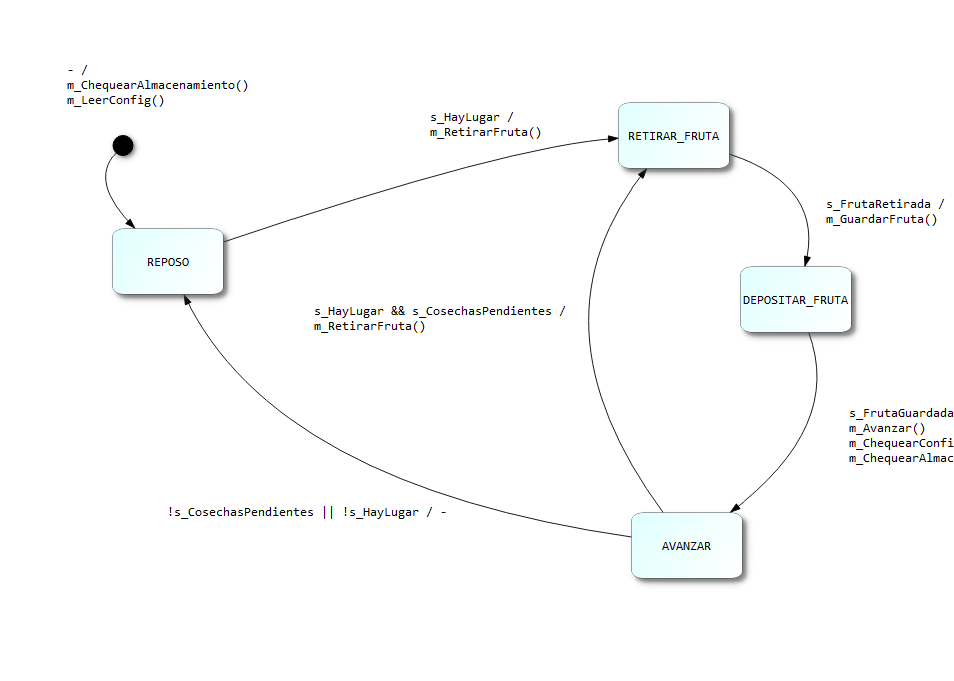 - /
m_ChequearAlmacenamiento()
m_LeerConfig()
s_HayLugar /
m_RetirarFruta()
RETIRAR_FRUTA
s_FrutaRetirada /
m_GuardarFruta()
REPOSO
DEPOSITAR_FRUTA
s_HayLugar && s_CosechasPendientes /
m_RetirarFruta()
s_FrutaGuardada
m_Avanzar()
m_ChequearConfi
m_ChequearAlmac
!s_CosechasPendientes || !s_HayLugar / -
AVANZAR